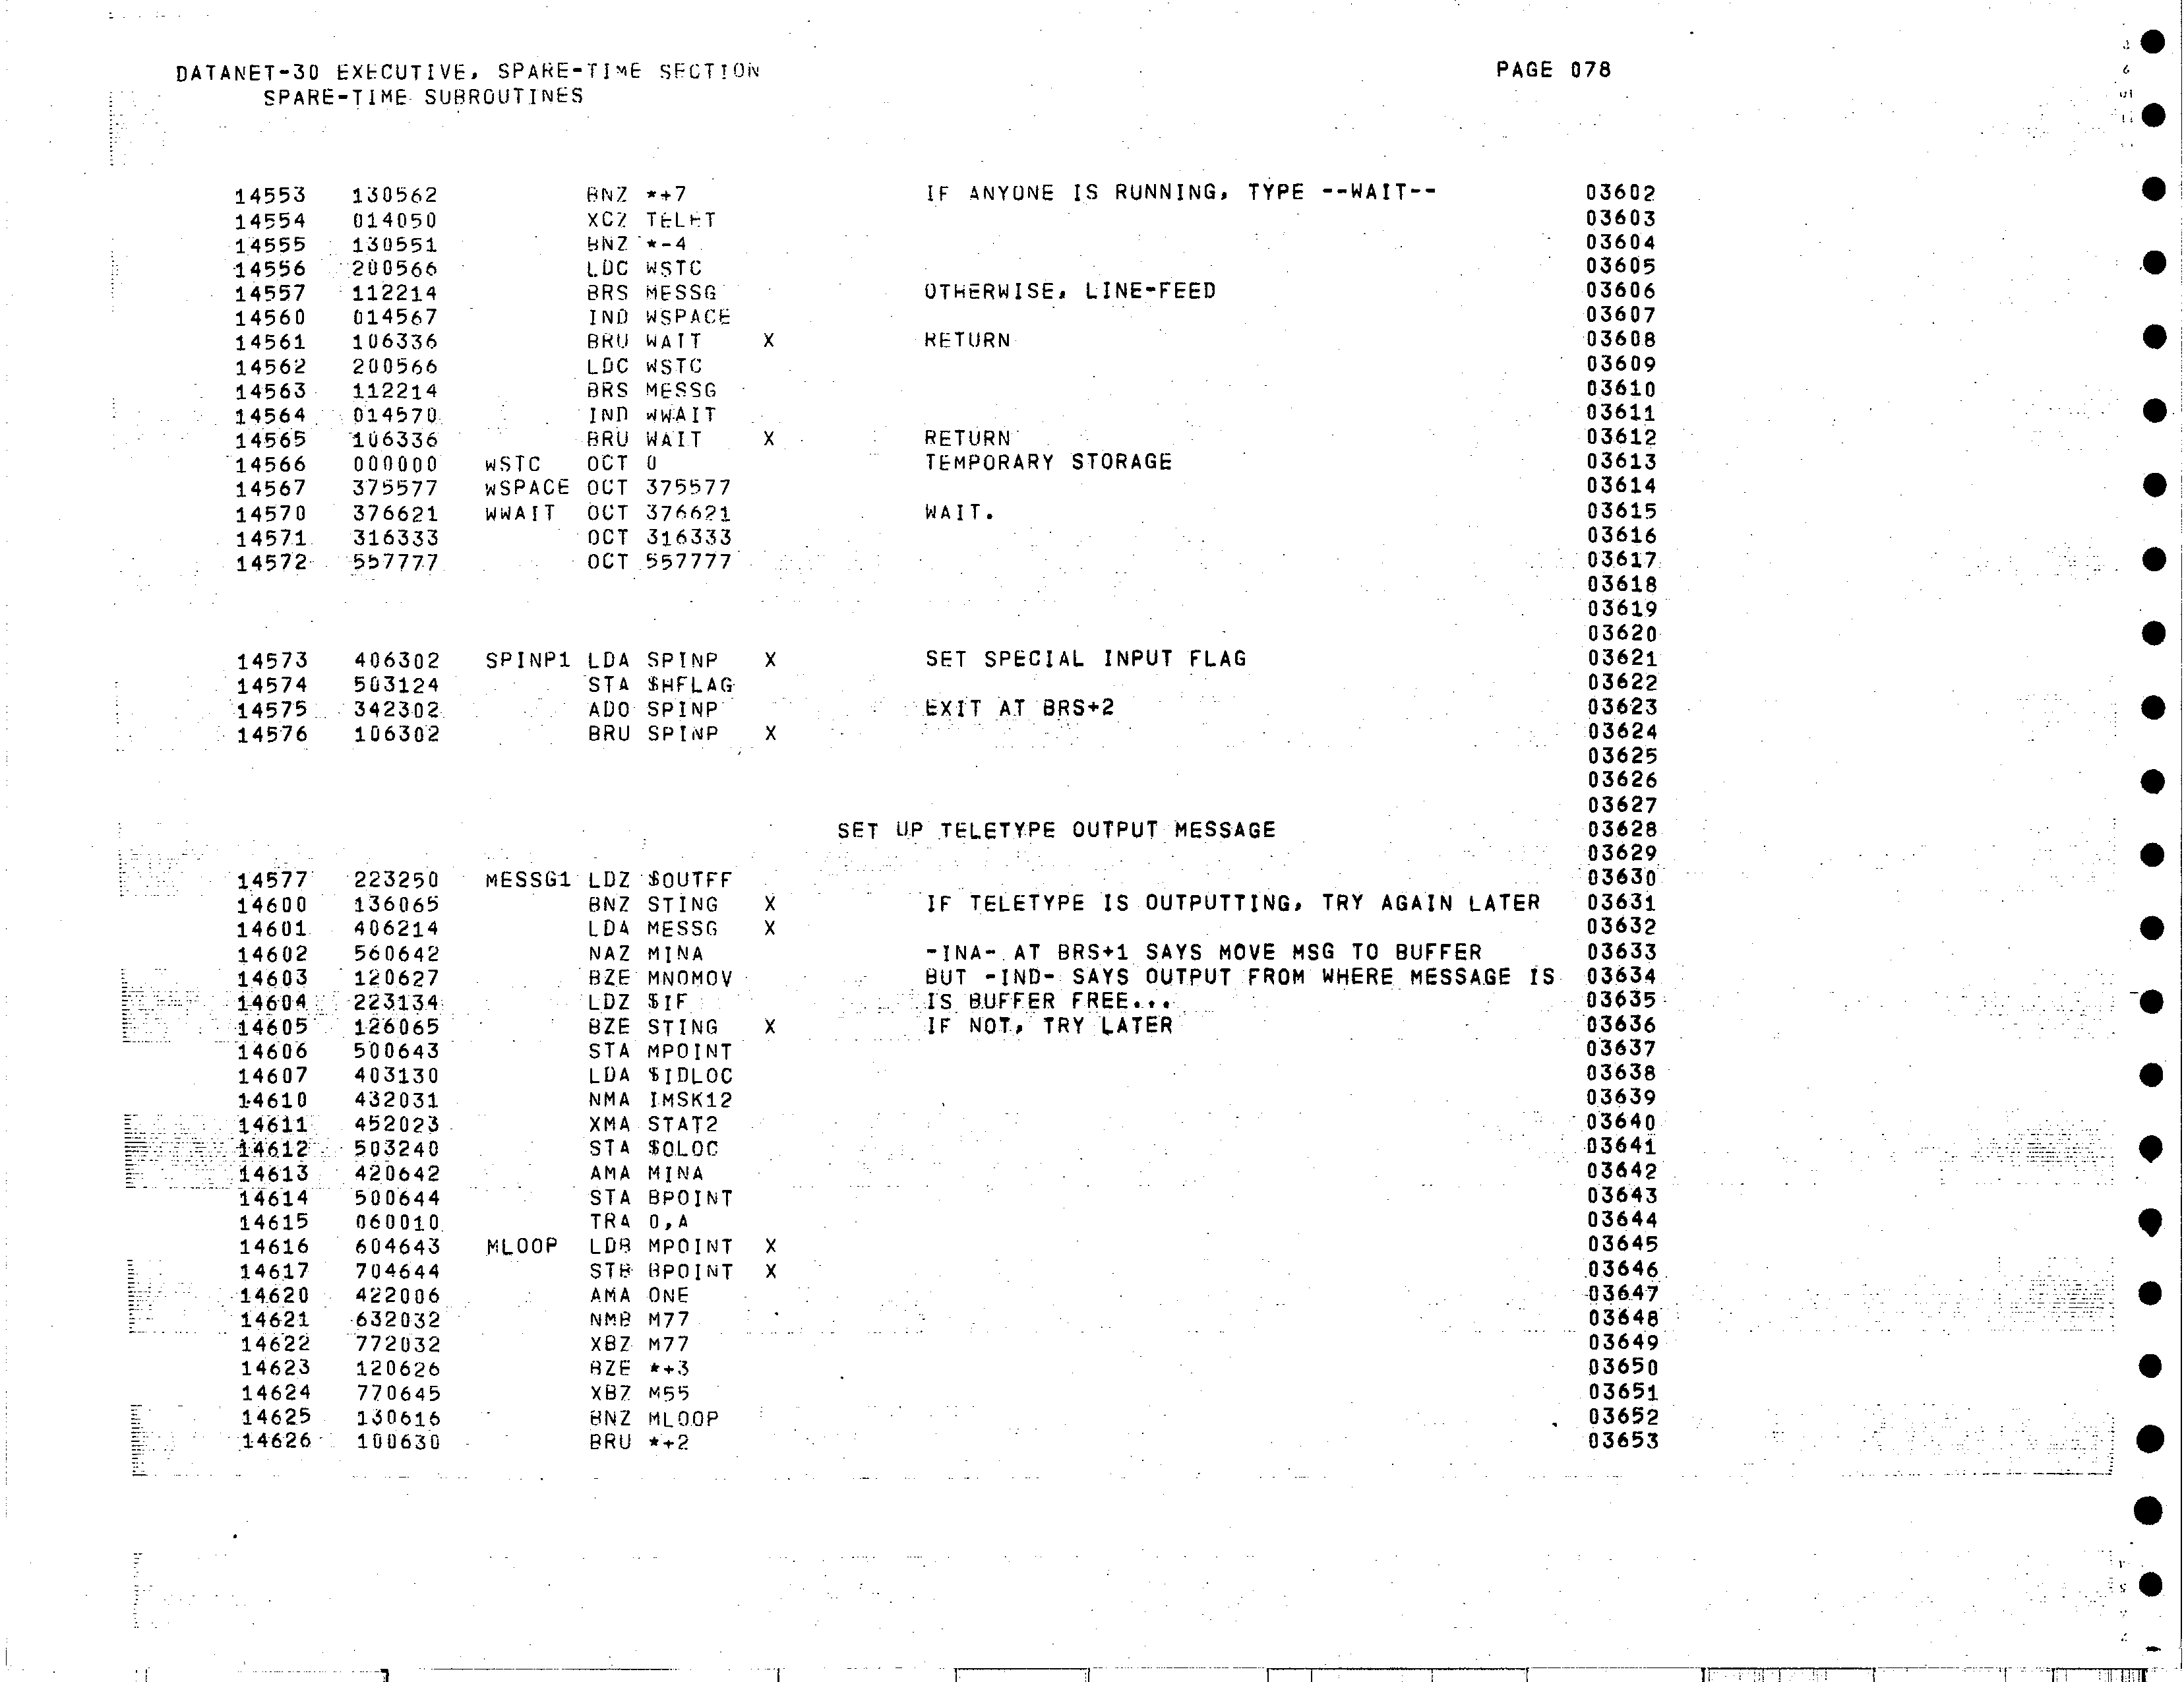 DATANET-30 EXECUTIVE, SPARE-TIME SECTION PAGE 078
SPARE-TIME SUBROUTINES
14553 130562 BNZ *+7 IF ANYONE IS RUNNING, TYPE --WAIT-- 03602
14554 014050 XCZ TELET 03603
14555 130551 BNZ *-4 03604
14556 200566 LDC WSTC 03605
14557 112214 BRS MESSG OTHERWISE, LINE-FEED 03606
14560 014567 IND WSPACE 03607
14561 106336 BRU WAIT X RETURN 03608
14562 200566 LDC WSTC 03609
14563 112214 BRS MESSG 03610
14564 014570 IND WWAIT 03611
14565 106336 BRU WAIT X RETURN 03612
14566 000000 WSTC OCT 0 TEMPORARY STORAGE 03613
14567 375577 WSPACE OCT 375577 03614
14570 376621 WWAIT OCT 376621 WAIT. 03615
14571 316333 OCT 316333 03616
14572 557777 OCT 557777 03617
03618
03619
03620
14573 406302 SPINP1 LDA SPINP X SET SPECIAL INPUT FLAG 03621
14574 503124 STA $HFLAG 03622
14575 342302 ADO SPINP EXIT AT BRS+2 03623
14576 106302 BRU SPINP X 03624
03625
03626
03627
SET UP TELETYPE OUTPUT MESSAGE 03628
03629
14577 223250 MESSG1 LDZ $OUTFF 03630
14600 136065 BNZ STING X IF TELETYPE IS OUTPUTTING, TRY AGAIN LATER 03631
14601 406214 LDA MESSG X 03632
14602 560642 NAZ MINA -INA- AT BRS+1 SAYS MOVE MSG TO BUFFER 03633
14603 120627 BZE MNOMOV BUT -IND- SAYS OUTPUT FROM WHERE MESSAGE IS 03634
14604 223134 LDZ $IF IS BUFFER FREE... 03635
14605 126065 BZE STING X IF NOT, TRY LATER 03636
14606 500643 STA MPOINT 03637
14607 403130 LDA $IDLOC 03638
14610 432031 NMA IMSK12 03639
14611 452023 XMA STAT2 03640
14612 503240 STA $OLOC 03641
14613 420642 AMA MINA 03642
14614 500644 STA BPOINT 03643
14615 060010 TRA 0,A 03644
14616 604643 MLOOP LDB MPOINT X 03645
14617 704644 STB BPOINT X 03646
14620 422006 AMA ONE 03647
14621 632032 NMB M77 03648
14622 772032 XBZ M77 03649
14623 120626 BZE *+3 03650
14624 770645 XBZ M55 03651
14625 130616 BNZ MLOOP 03652
14626 100630 BRU *+2 03653